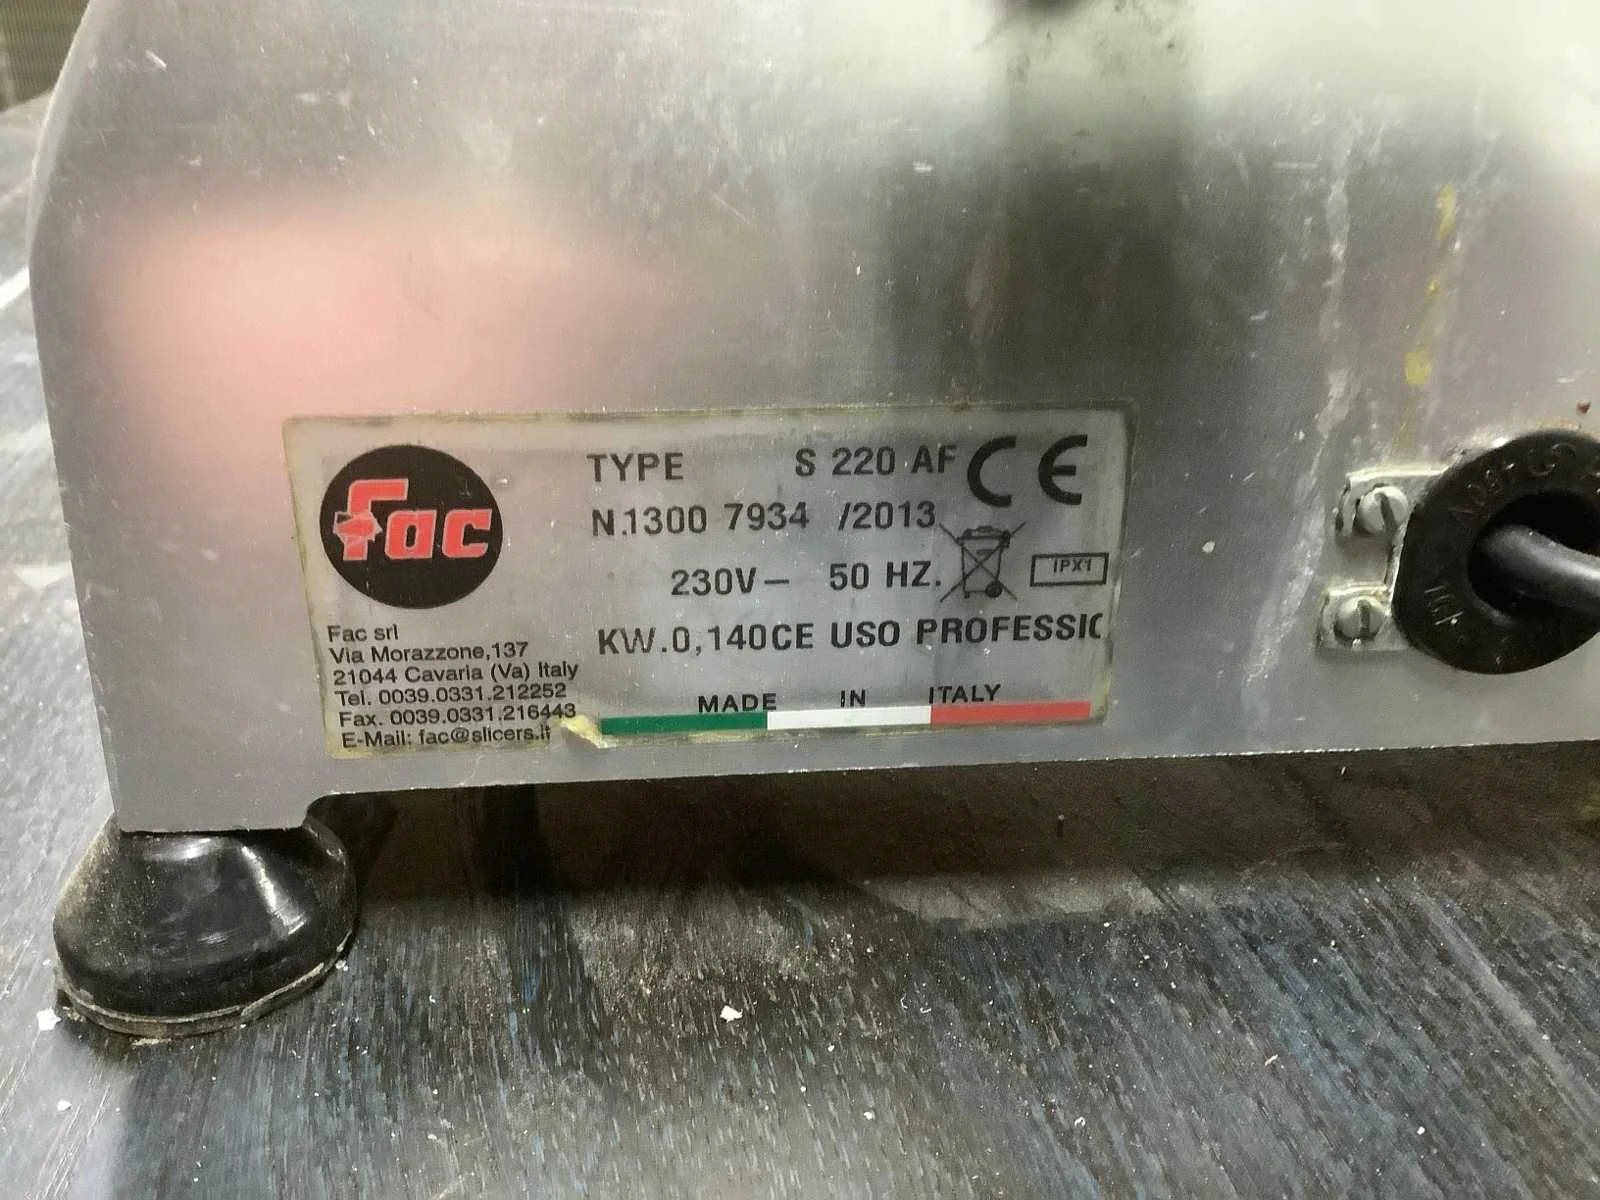 Fac
TYPE S 220 AF CE
N.1300 7934 /2013
230V– 50 HZ.
IPX1
KW.0,140CE USO PROFESSIC
MADE IN ITALY
Fac srl
Via Morazzone,137
21044 Cavaria (Va) Italy
Tel. 0039.0331.212252
Fax. 0039.0331.216443
E-Mail: fac@slicers.it